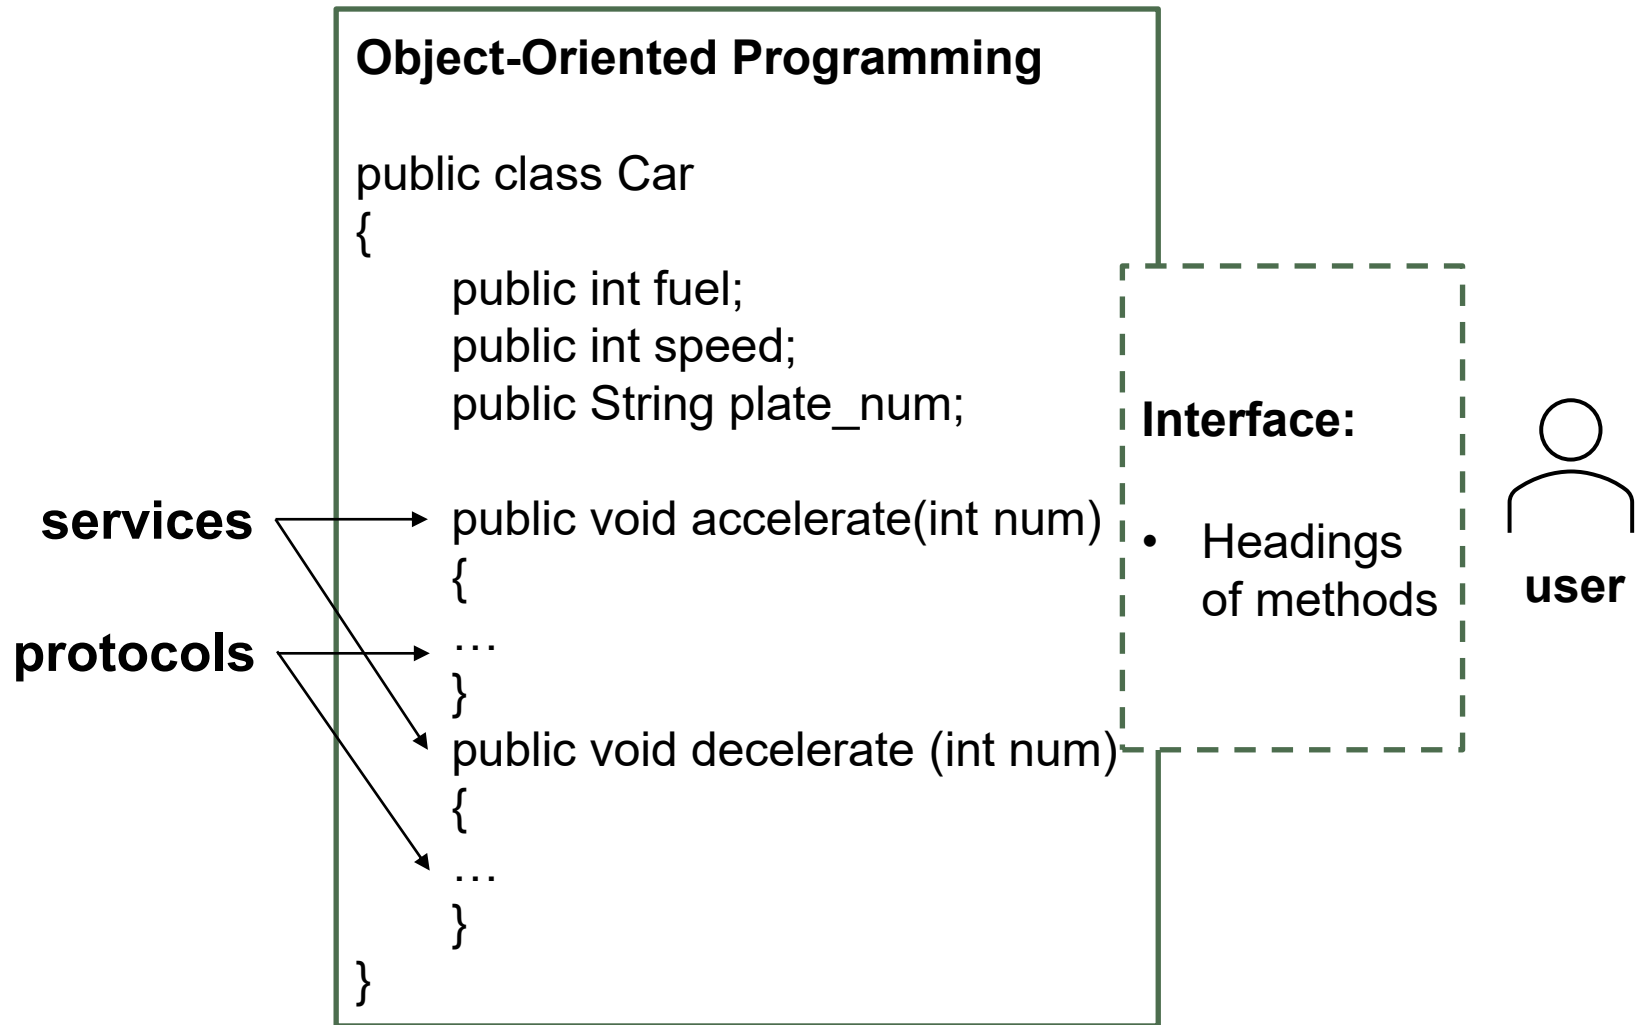 Object-Oriented Programming
public class Car
{
public int fuel;
public int speed;
public String plate_num;
public void accelerate(int num)
{
…
}
public void decelerate (int num)
{
…
}
}
services
protocols
Interface:
• Headings
of methods
user